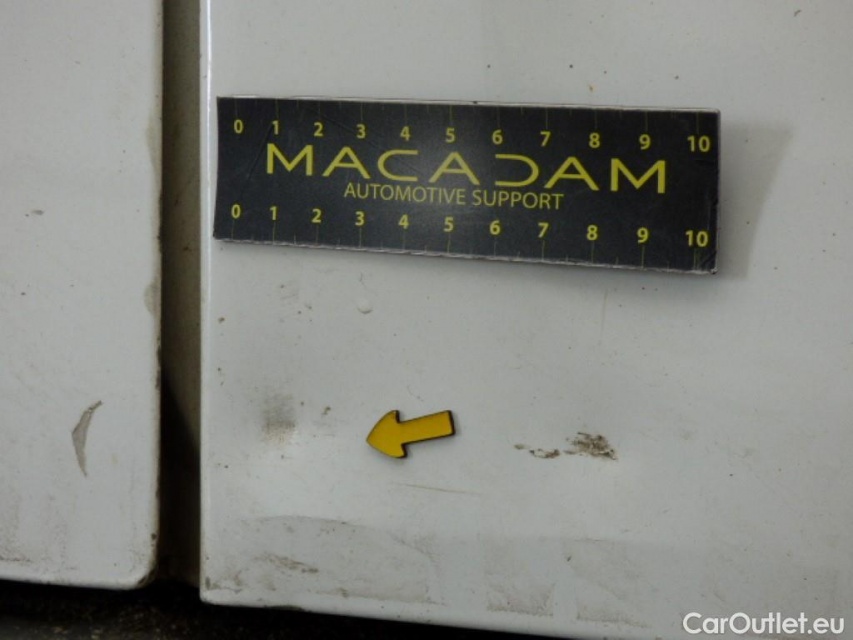 0 1 2 3 4 5 6 7 8 9 10
MACADAM
AUTOMOTIVE SUPPORT
0 1 2 3 4 5 6 7 8 9 10
CarOutlet.eu